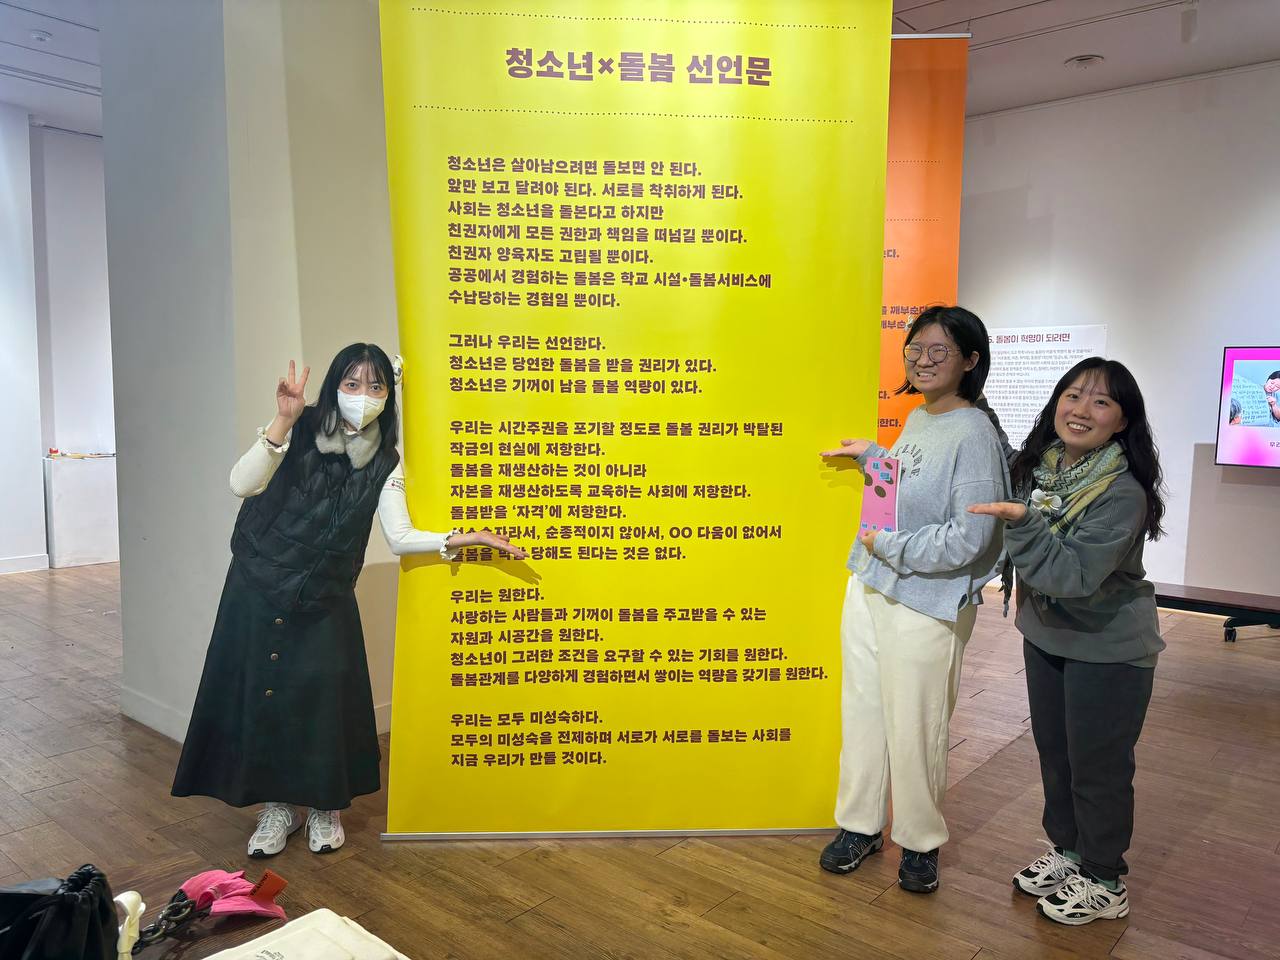 청소년×돌봄 선언문
청소년은 살아남으려면 돌보면 안 된다.
앞만 보고 달려야 된다. 서로를 착취하게 된다.
사회는 청소년을 돌본다고 하지만
친권자에게 모든 권한과 책임을 떠넘길 뿐이다.
친권자 양육자도 고립될 뿐이다.
공공에서 경험하는 돌봄은 학교 시설•돌봄서비스에
수납당하는 경험일 뿐이다.
그러나 우리는 선언한다.
청소년은 당연한 돌봄을 받을 권리가 있다.
청소년은 기꺼이 남을 돌볼 역량이 있다.
우리는 시간주권을 포기할 정도로 돌볼 권리가 박탈된
작금의 현실에 저항한다.
돌봄을 재생산하는 것이 아니라
자본을 재생산하도록 교육하는 사회에 저항한다.
돌봄받을 ‘자격’에 저항한다.
순종적이지 않아서, OO 다움이 없어서
당해도 된다는 것은 없다.
우리는 원한다.
사랑하는 사람들과 기꺼이 돌봄을 주고받을 수 있는
자원과 시공간을 원한다.
청소년이 그러한 조건을 요구할 수 있는 기회를 원한다.
돌봄관계를 다양하게 경험하면서 쌓이는 역량을 갖기를 원한다.
우리는 모두 미성숙하다.
모두의 미성숙을 전제하며 서로가 서로를 돌보는 사회를
지금 우리가 만들 것이다.
5. 돌봄이 혁명이 되려면